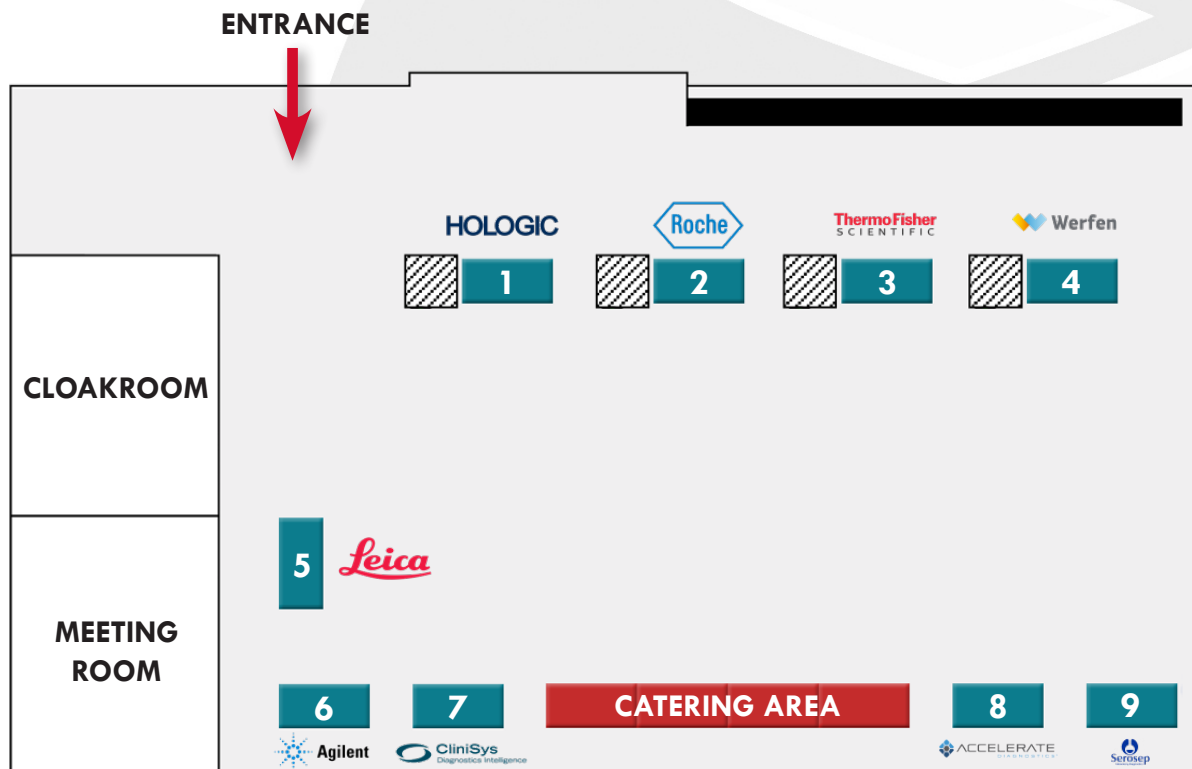 ENTRANCE
HOLOGIC
Roche
ThermoFisher
SCIENTIFIC
Werfen
1
2
3
4
CLOAKROOM
5
Leica
MEETING
ROOM
6
7
CATERING AREA
8
9
Agilent
CliniSys
Diagnostics Intelligence
ACCELERATE
DIAGNOSTICS
Serosep